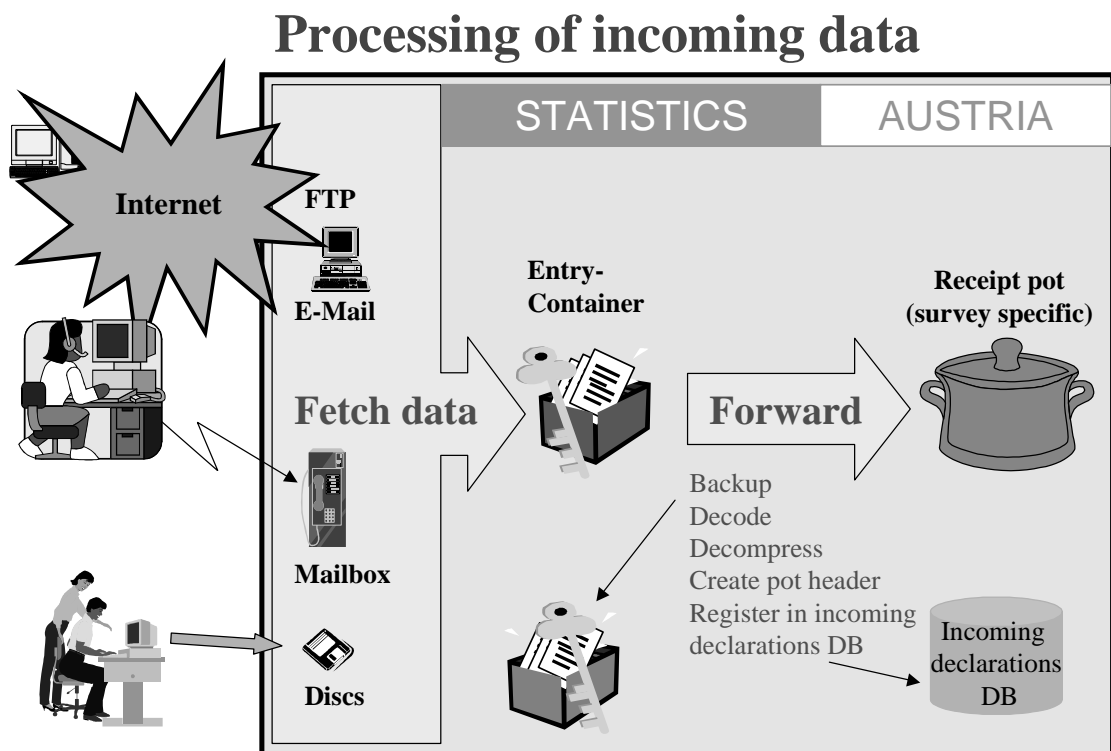 Processing of incoming data
STATISTICS
AUSTRIA
Internet
FTP
E-Mail
Entry-
Container
Receipt pot
(survey specific)
Fetch data
Forward
Mailbox
Backup
Decode
Decompress
Create pot header
Register in incoming
declarations DB
Discs
Incoming
declarations
DB